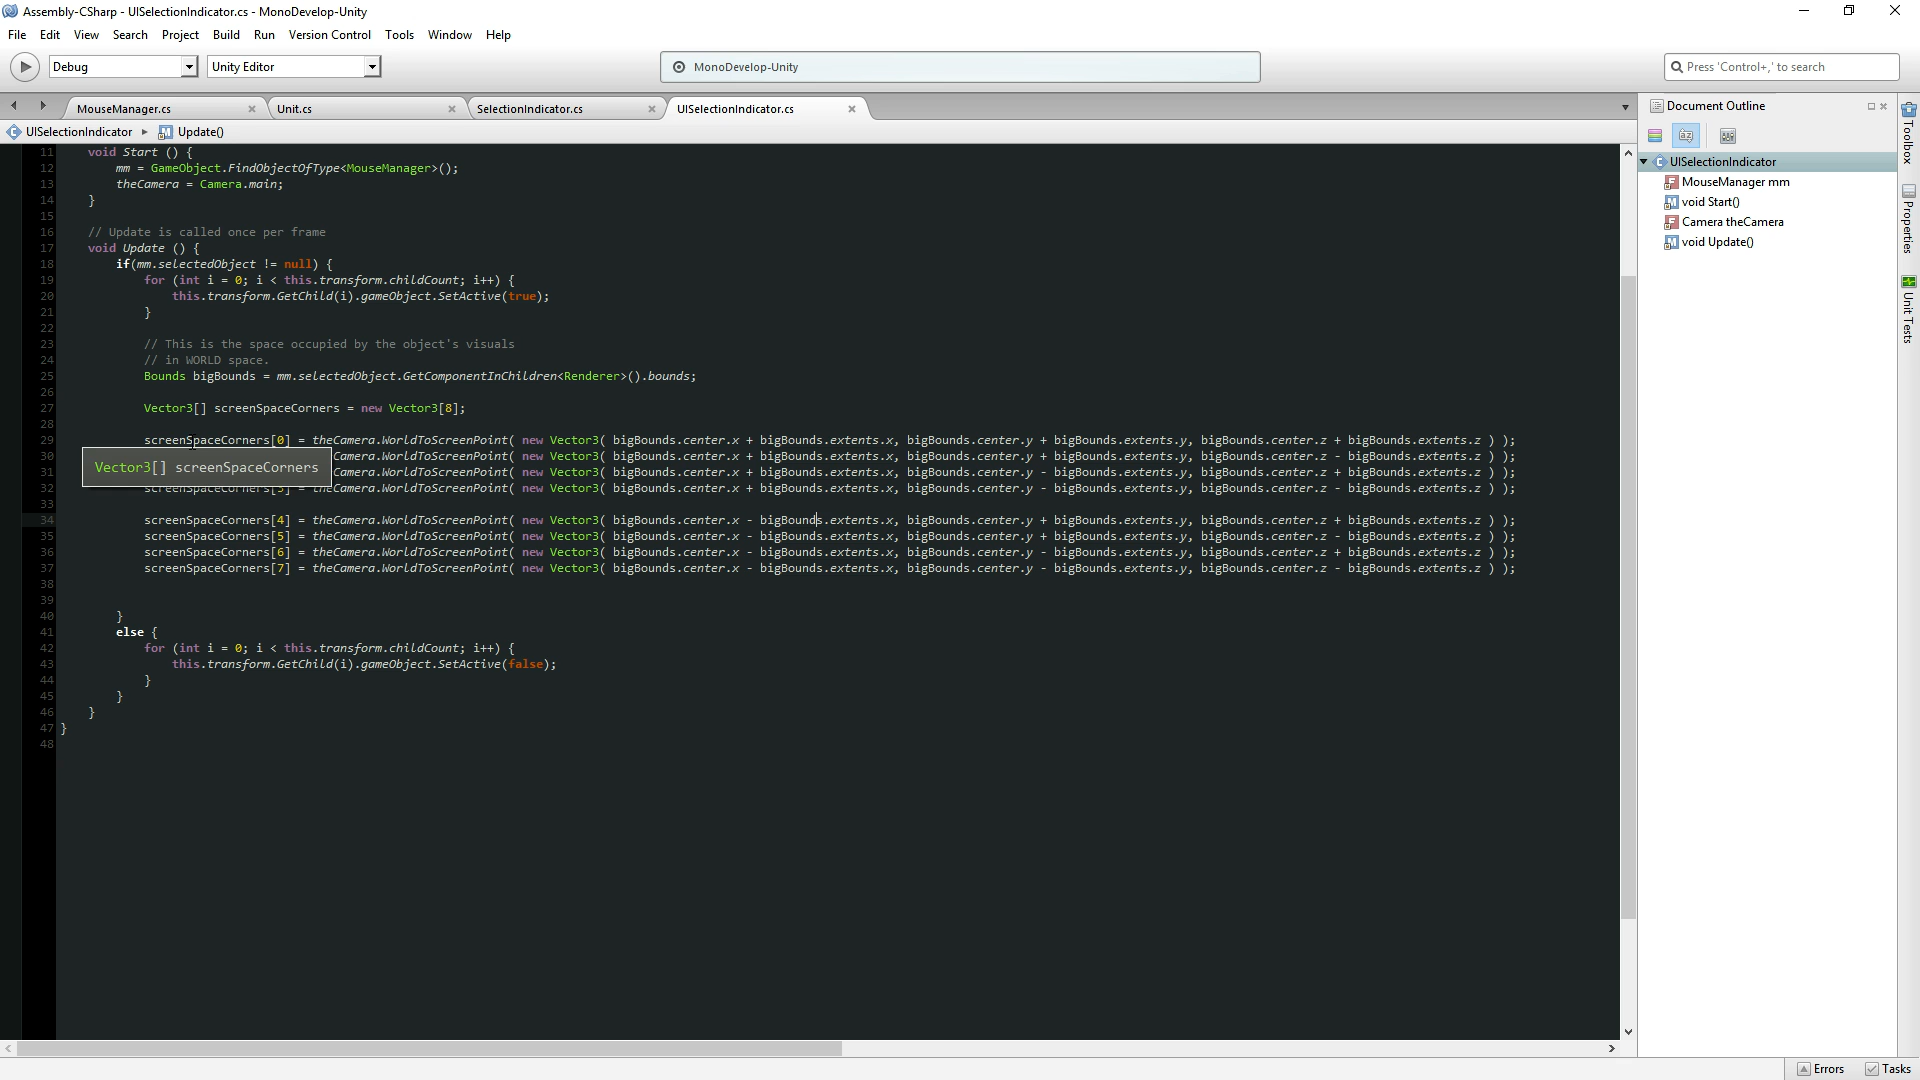 Assembly-CSharp - UISelectionIndicator.cs - MonoDevelop-Unity
File Edit View Search Project Build Run Version Control Tools Window Help
Debug Unity Editor MonoDevelop-Unity Press 'Control+,' to search
MouseManager.cs Unit.cs SelectionIndicator.cs UISelectionIndicator.cs
UISelectionIndicator Update()
11 void Start () {
12 mm = GameObject.FindObjectOfType<MouseManager>();
13 theCamera = Camera.main;
14 }
15
16 // Update is called once per frame
17 void Update () {
18 if(mm.selectedObject != null) {
19 for (int i = 0; i < this.transform.childCount; i++) {
20 this.transform.GetChild(i).gameObject.SetActive(true);
21 }
22
23 // This is the space occupied by the object's visuals
24 // in WORLD space.
25 Bounds bigBounds = mm.selectedObject.GetComponentInChildren<Renderer>().bounds;
26
27 Vector3[] screenSpaceCorners = new Vector3[8];
28
29 screenSpaceCorners[0] = theCamera.WorldToScreenPoint( new Vector3( bigBounds.center.x + bigBounds.extents.x, bigBounds.center.y + bigBounds.extents.y, bigBounds.center.z + bigBounds.extents.z ) );
30 Camera.WorldToScreenPoint( new Vector3( bigBounds.center.x + bigBounds.extents.x, bigBounds.center.y + bigBounds.extents.y, bigBounds.center.z - bigBounds.extents.z ) );
Vector3[] screenSpaceCorners
31 Camera.WorldToScreenPoint( new Vector3( bigBounds.center.x + bigBounds.extents.x, bigBounds.center.y - bigBounds.extents.y, bigBounds.center.z + bigBounds.extents.z ) );
32 screenSpaceCorners[3] = theCamera.WorldToScreenPoint( new Vector3( bigBounds.center.x + bigBounds.extents.x, bigBounds.center.y - bigBounds.extents.y, bigBounds.center.z - bigBounds.extents.z ) );
33
34 screenSpaceCorners[4] = theCamera.WorldToScreenPoint( new Vector3( bigBounds.center.x - bigBounds.extents.x, bigBounds.center.y + bigBounds.extents.y, bigBounds.center.z + bigBounds.extents.z ) );
35 screenSpaceCorners[5] = theCamera.WorldToScreenPoint( new Vector3( bigBounds.center.x - bigBounds.extents.x, bigBounds.center.y + bigBounds.extents.y, bigBounds.center.z - bigBounds.extents.z ) );
36 screenSpaceCorners[6] = theCamera.WorldToScreenPoint( new Vector3( bigBounds.center.x - bigBounds.extents.x, bigBounds.center.y - bigBounds.extents.y, bigBounds.center.z + bigBounds.extents.z ) );
37 screenSpaceCorners[7] = theCamera.WorldToScreenPoint( new Vector3( bigBounds.center.x - bigBounds.extents.x, bigBounds.center.y - bigBounds.extents.y, bigBounds.center.z - bigBounds.extents.z ) );
38
39
40 }
41 else {
42 for (int i = 0; i < this.transform.childCount; i++) {
43 this.transform.GetChild(i).gameObject.SetActive(false);
44 }
45 }
46 }
47 }
48
Document Outline
UISelectionIndicator
MouseManager mm
void Start()
Camera theCamera
void Update()
Toolbox
Properties
Unit Tests
Errors Tasks